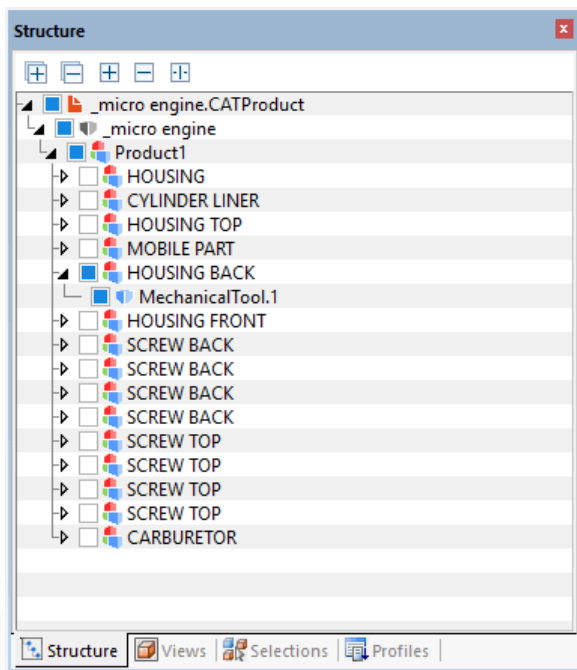 Structure
_micro engine.CATProduct
_micro engine
Product1
HOUSING
CYLINDER LINER
HOUSING TOP
MOBILE PART
HOUSING BACK
MechanicalTool.1
HOUSING FRONT
SCREW BACK
SCREW BACK
SCREW BACK
SCREW BACK
SCREW TOP
SCREW TOP
SCREW TOP
SCREW TOP
CARBURETOR
Structure Views Selections Profiles